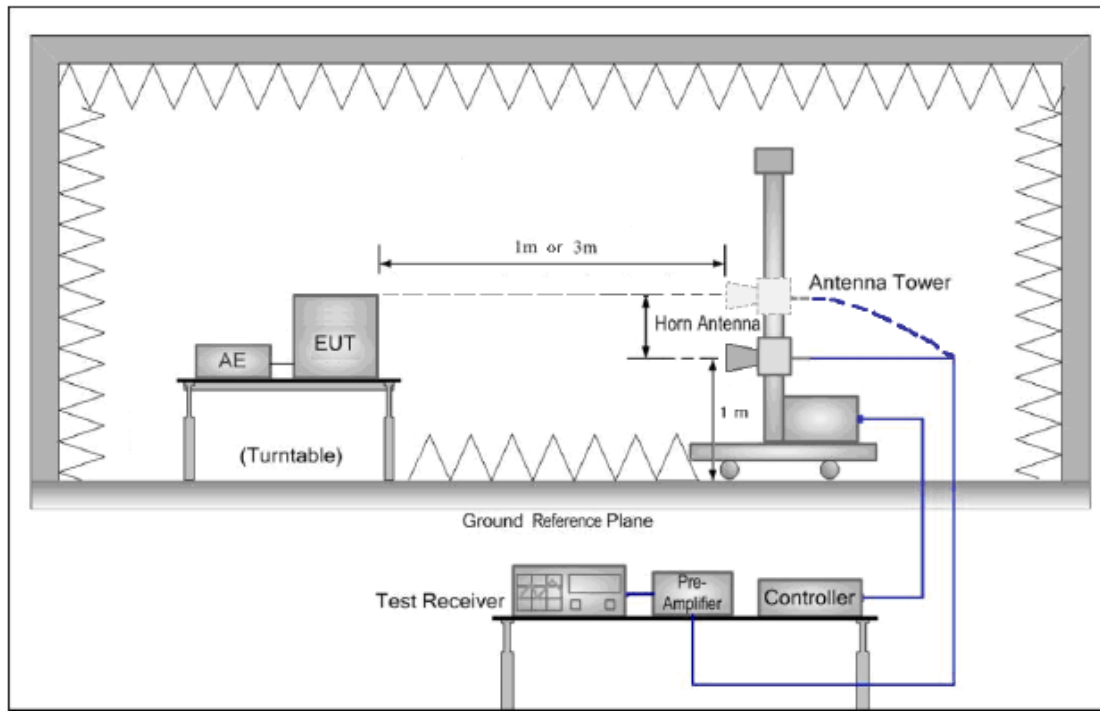 1m or 3m
Antenna Tower
Horn Antenna
EUT
AE
1 m
(Turntable)
Ground Reference Plane
Test Receiver
Pre-
Amplifier
Controller